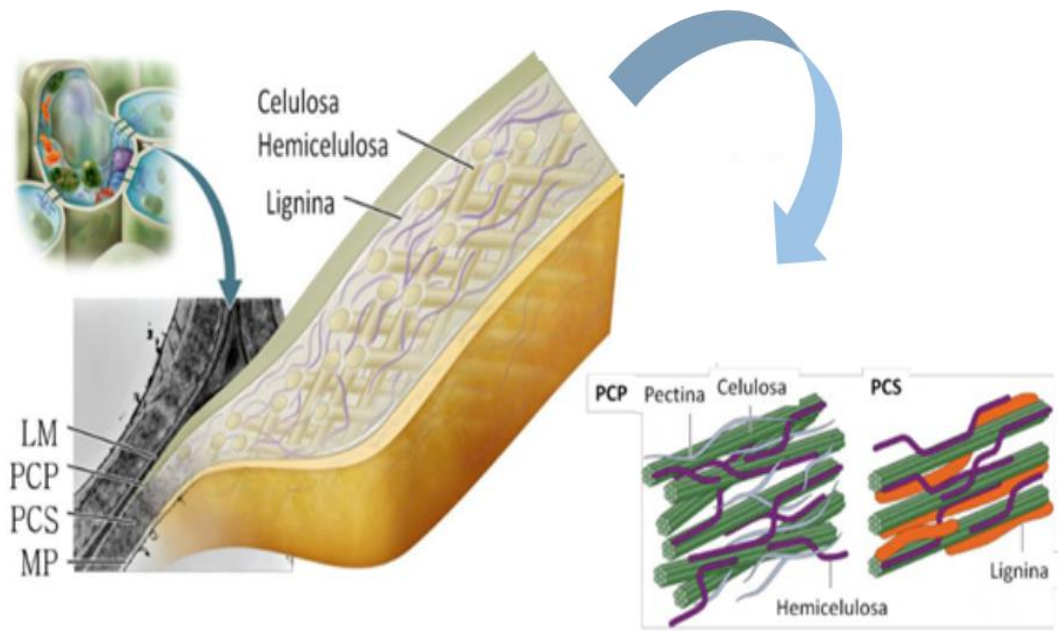 Celulosa
Hemicelulosa
Lignina
LM
PCP
PCS
MP
PCP
Pectina
Celulosa
PCS
Lignina
Hemicelulosa